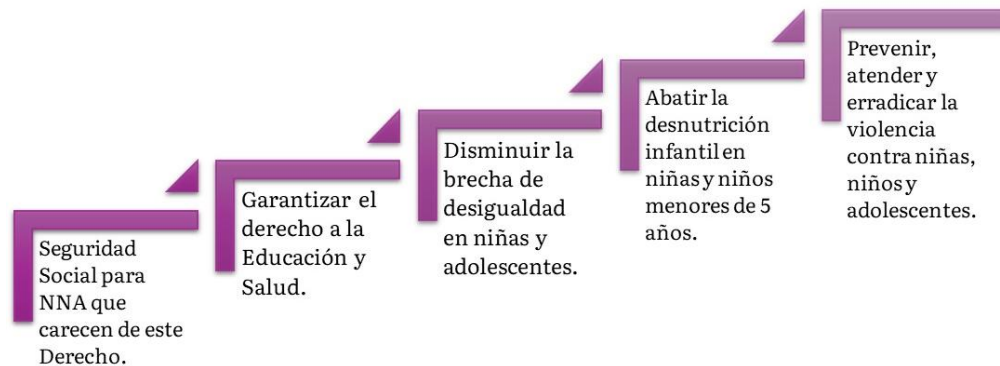 Seguridad
Social para
NNA que
carecen de este
Derecho.
Garantizar el
derecho a la
Educación y
Salud.
Disminuir la
brecha de
desigualdad
en niñas y
adolescentes.
Abatir la
desnutrición
infantil en
niñas y niños
menores de 5
años.
Prevenir,
atender y
erradicar la
violencia
contra niñas,
niños y
adolescentes.